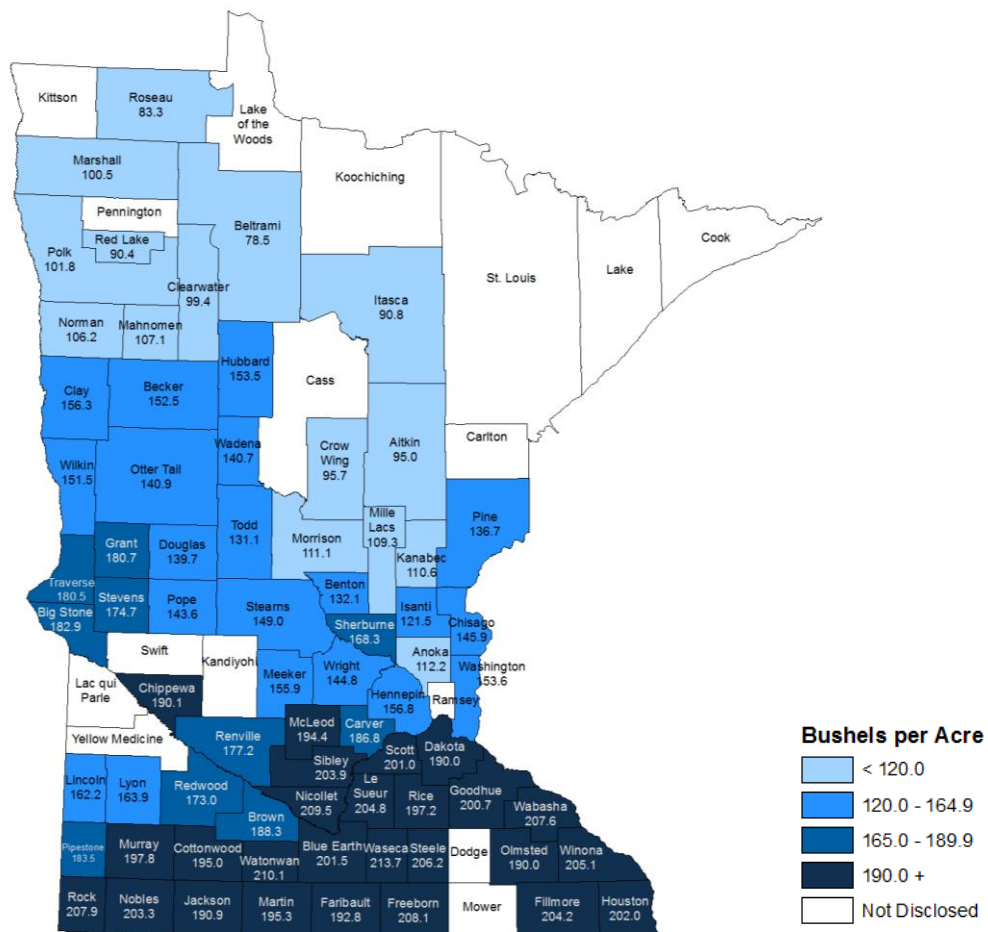 Kittson
Roseau
83.3
Lake
of the
Woods
Marshall
100.5
Koochiching
Pennington
Beltrami
78.5
Red Lake
90.4
Polk
101.8
Cook
St. Louis
Lake
Clearwater
99.4
Itasca
90.8
Norman
106.2
Mahnomen
107.1
Hubbard
153.5
Cass
Clay
156.3
Becker
152.5
Wadena
140.7
Crow
Wing
95.7
Aitkin
95.0
Carlton
Wilkin
151.5
Otter Tail
140.9
Mille
Lacs
109.3
Pine
136.7
Todd
131.1
Morrison
111.1
Grant
180.7
Douglas
139.7
Kanabec
110.6
Traverse
180.5
Stevens
174.7
Pope
143.6
Stearns
149.0
Benton
132.1
Isanti
121.5
Chisago
145.9
Big Stone
182.9
Sherburne
168.3
Swift
Kandiyohi
Anoka
112.2
Washington
153.6
Lac qui
Parle
Chippewa
190.1
Meeker
155.9
Wright
144.8
Hennepin
156.8
Ramsey
Yellow Medicine
Renville
177.2
McLeod
194.4
Carver
186.8
Scott
201.0
Dakota
190.0
Sibley
203.9
Lincoln
162.2
Lyon
163.9
Redwood
173.0
Nicollet
209.5
Le
Sueur
204.8
Rice
197.2
Goodhue
200.7
Wabasha
207.6
Brown
188.3
Pipestone
183.5
Murray
197.8
Cottonwood
195.0
Watonwan
210.1
Blue Earth
201.5
Waseca
213.7
Steele
206.2
Dodge
Olmsted
190.0
Winona
205.1
Rock
207.9
Nobles
203.3
Jackson
190.9
Martin
195.3
Faribault
192.8
Freeborn
208.1
Mower
Fillmore
204.2
Houston
202.0
Bushels per Acre
< 120.0
120.0 - 164.9
165.0 - 189.9
190.0 +
Not Disclosed